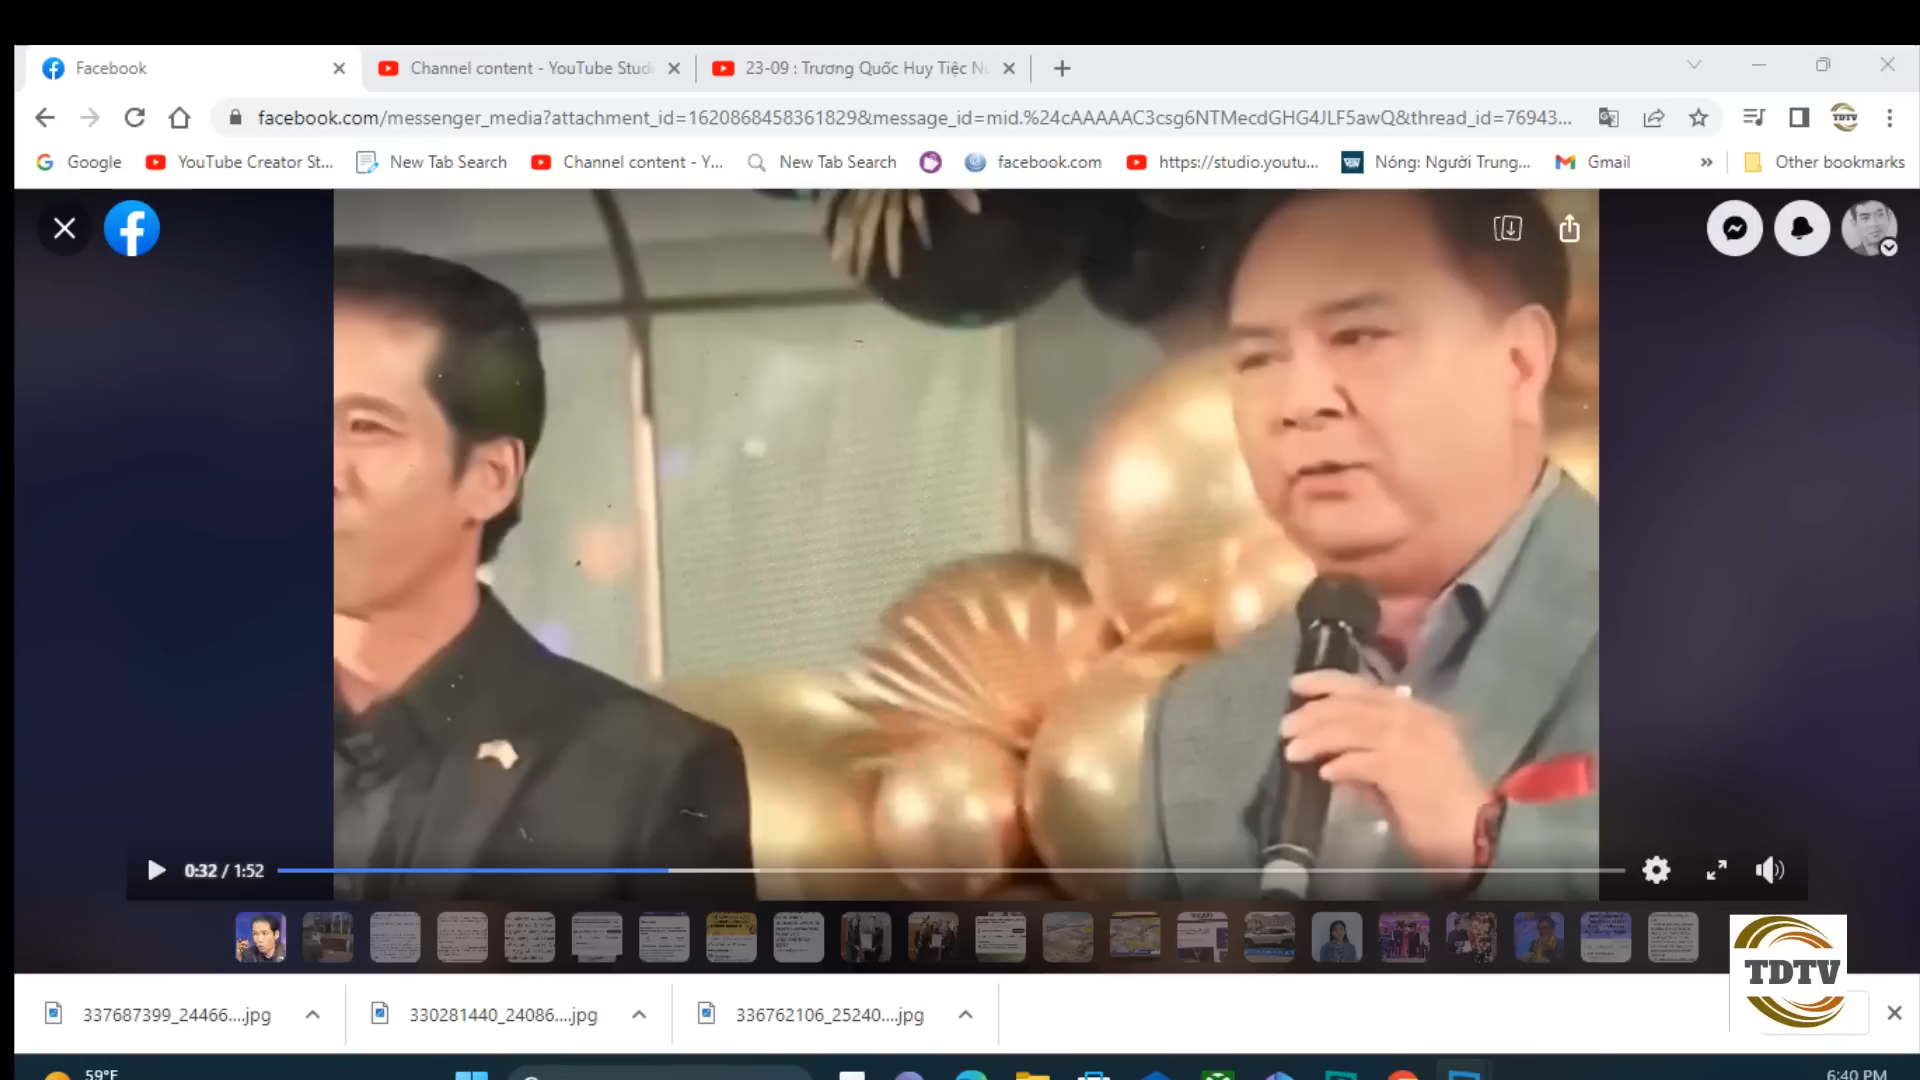 Facebook
Channel content - YouTube Studi
23-09 : Trương Quốc Huy Tiệc Nư
facebook.com/messenger_media?attachment_id=1620868458361829&message_id=mid.%24cAAAAAC3csg6NTMecdGHG4JLF5awQ&thread_id=76943...
Google
YouTube Creator St...
New Tab Search
Channel content - Y...
New Tab Search
facebook.com
https://studio.youtu...
Nóng: Người Trung...
Gmail
»
Other bookmarks
0:32 / 1:52
TDTV
337687399_24466....jpg
330281440_24086....jpg
336762106_25240....jpg
59°F
6:40 PM